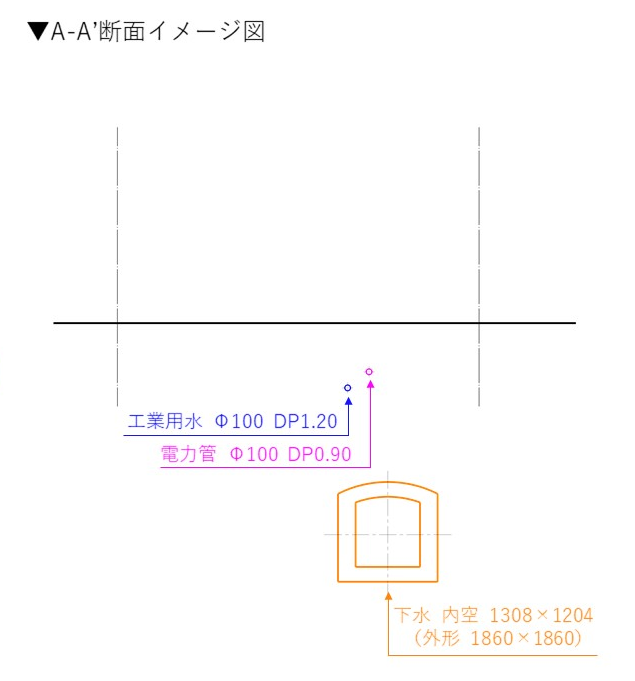 ▼A-A’断面イメージ図
工業用水 Φ100 DP1.20
電力管 Φ100 DP0.90
下水 内空 1308×1204
（外形 1860×1860）